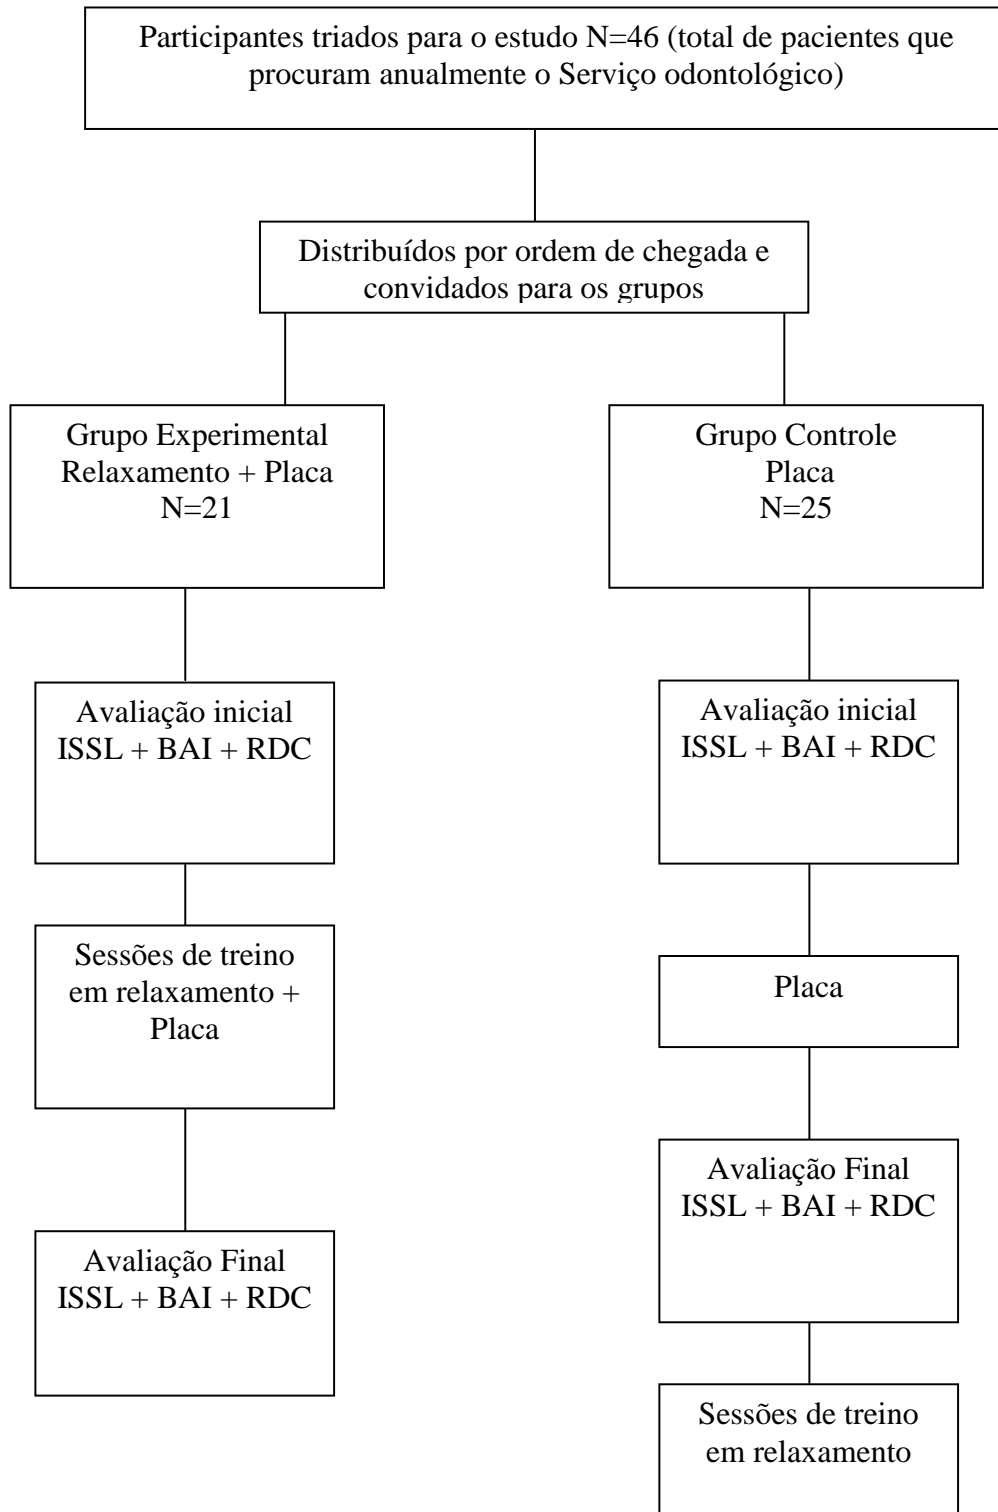 Participantes triados para o estudo N=46 (total de pacientes que
procuram anualmente o Serviço odontológico)
Distribuídos por ordem de chegada e
convidados para os grupos
Grupo Experimental
Relaxamento + Placa
N=21
Grupo Controle
Placa
N=25
Avaliação inicial
ISSL + BAI + RDC
Avaliação inicial
ISSL + BAI + RDC
Sessões de treino
em relaxamento +
Placa
Placa
Avaliação Final
ISSL + BAI + RDC
Avaliação Final
ISSL + BAI + RDC
Sessões de treino
em relaxamento